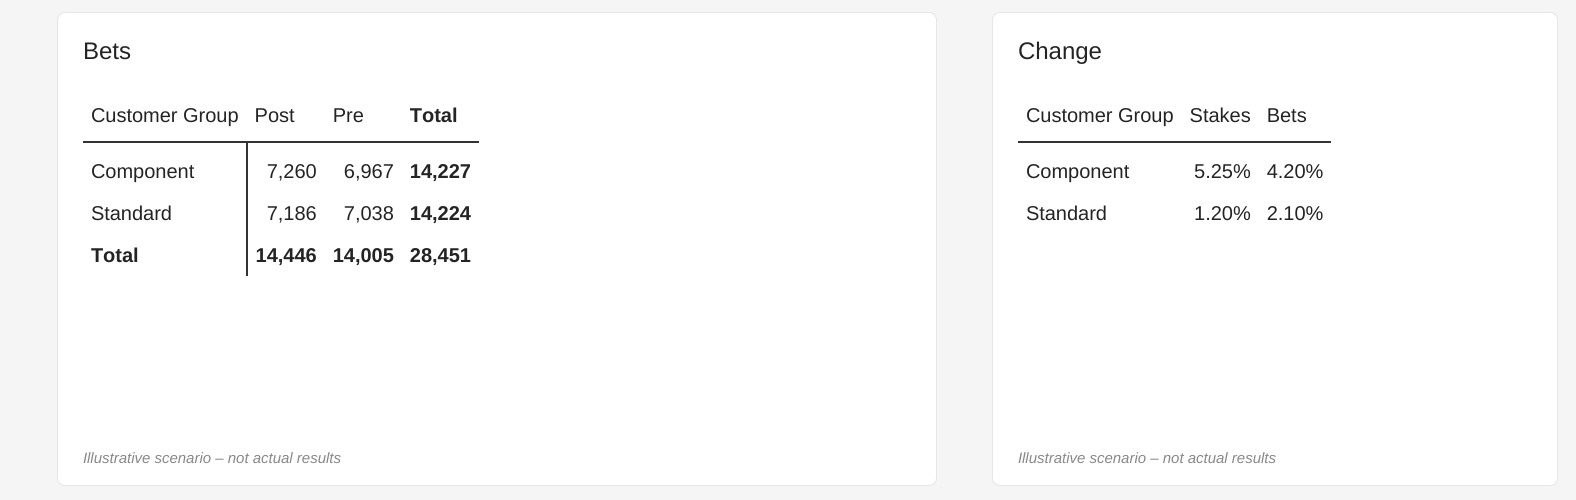 Bets
Customer Group Post Pre Total
Component 7,260 6,967 14,227
Standard 7,186 7,038 14,224
Total 14,446 14,005 28,451
Illustrative scenario – not actual results
Change
Customer Group Stakes Bets
Component 5.25% 4.20%
Standard 1.20% 2.10%
Illustrative scenario – not actual results